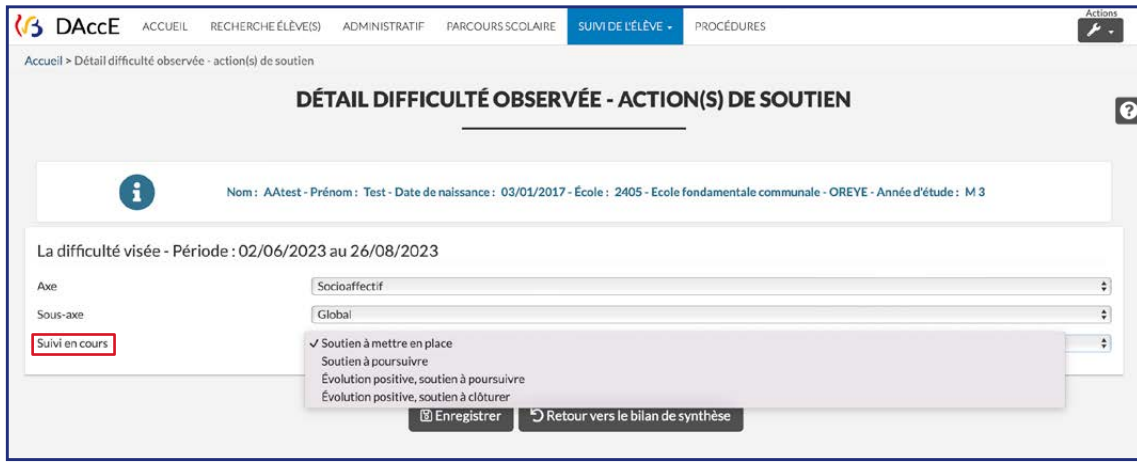 DAccE ACCUEIL RECHERCHE ÉLÈVE(S) ADMINISTRATIF PARCOURS SCOLAIRE SUIVI DE L'ÉLÈVE PROCÉDURES Actions
Accueil > Détail difficulté observée - action(s) de soutien
DÉTAIL DIFFICULTÉ OBSERVÉE - ACTION(S) DE SOUTIEN
Nom : AAtest - Prénom : Test - Date de naissance : 03/01/2017 - École : 2405 - Ecole fondamentale communale - OREYE - Année d'étude : M 3
La difficulté visée - Période : 02/06/2023 au 26/08/2023
Axe Socioaffectif
Sous-axe Global
Suivi en cours ✓ Soutien à mettre en place
Soutien à poursuivre
Évolution positive, soutien à poursuivre
Évolution positive, soutien à clôturer
Enregistrer Retour vers le bilan de synthèse